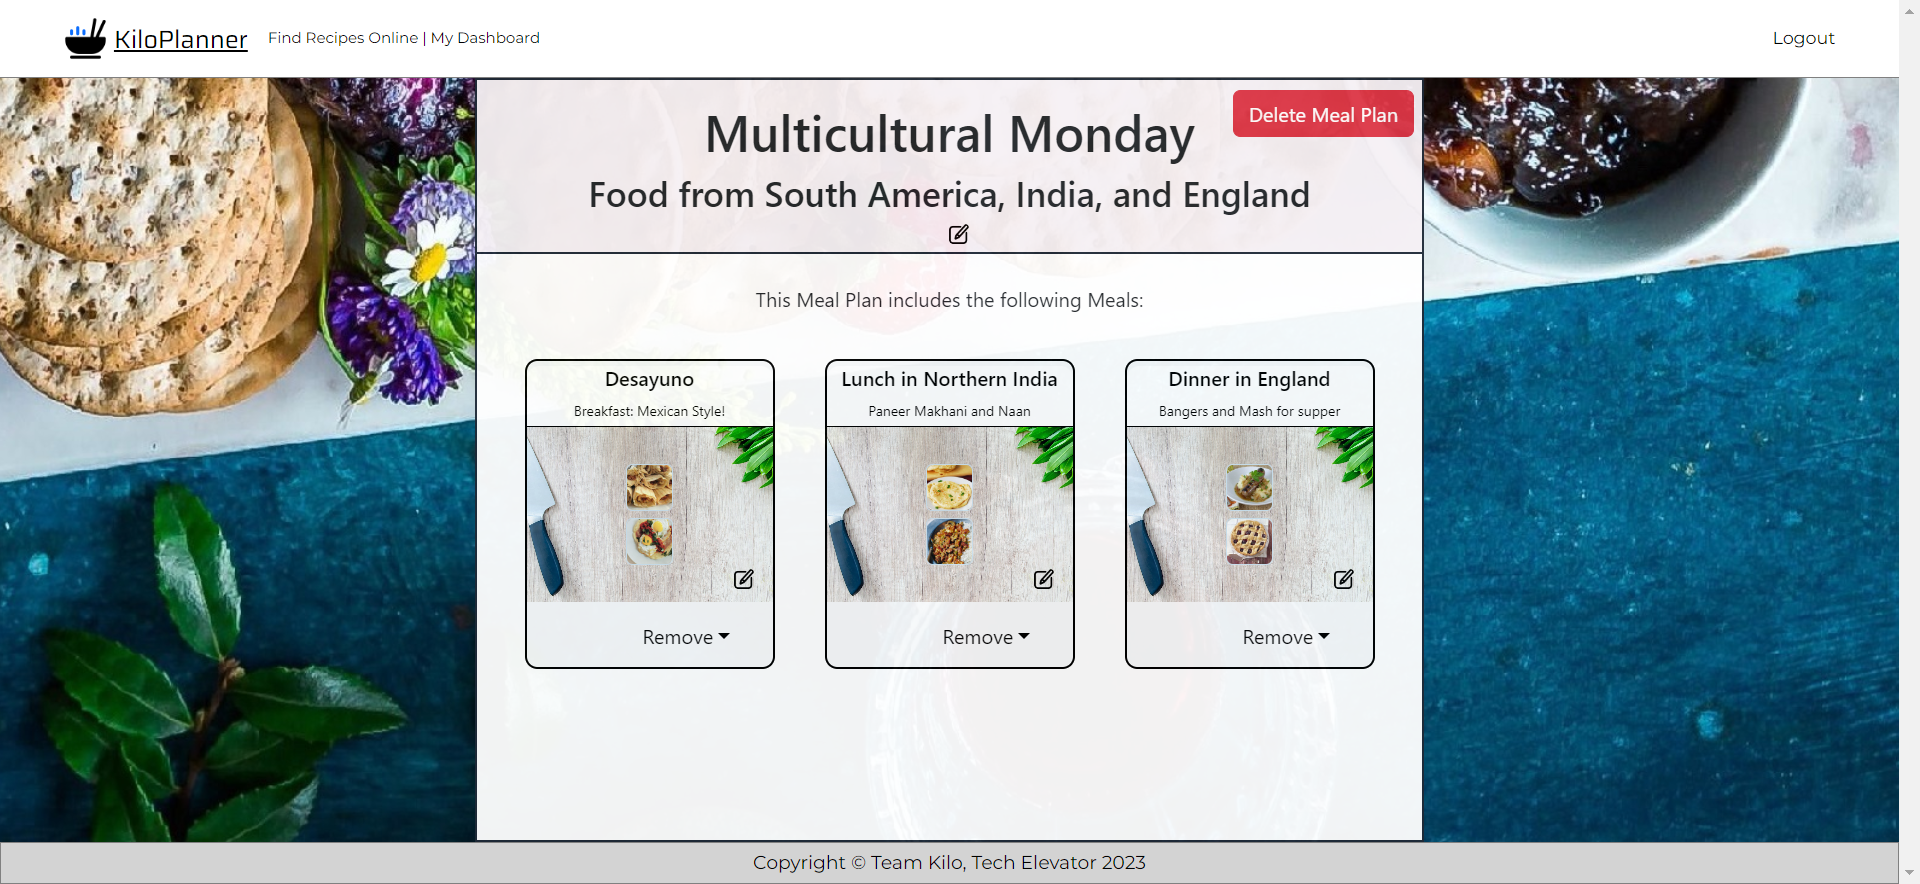 KiloPlanner
Find Recipes Online | My Dashboard
Logout
Delete Meal Plan
Multicultural Monday
Food from South America, India, and England
This Meal Plan includes the following Meals:
Desayuno
Breakfast: Mexican Style!
Remove
Lunch in Northern India
Paneer Makhani and Naan
Remove
Dinner in England
Bangers and Mash for supper
Remove
Copyright © Team Kilo, Tech Elevator 2023